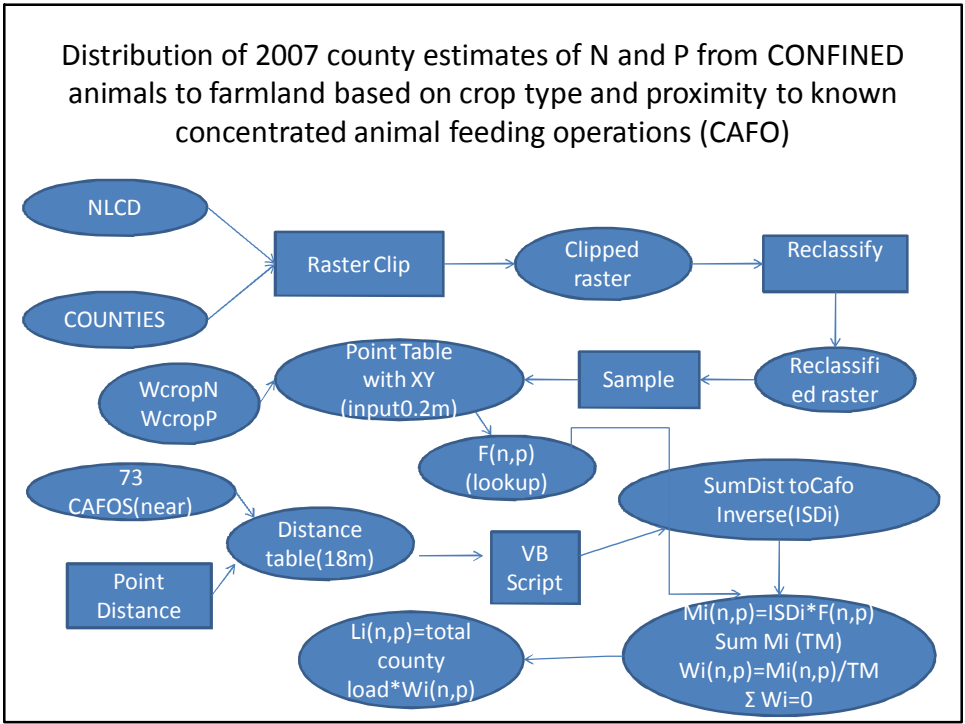 Distribution of 2007 county estimates of N and P from CONFINED
animals to farmland based on crop type and proximity to known
concentrated animal feeding operations (CAFO)
NLCD
COUNTIES
Raster Clip
Clipped
raster
Reclassify
Reclassifi
ed raster
Sample
Point Table
with XY
(input0.2m)
WcropN
WcropP
F(n,p)
(lookup)
73
CAFOS(near)
Point
Distance
Distance
table(18m)
VB
Script
SumDist toCafo
Inverse(ISDi)
Mi(n,p)=ISDi*F(n,p)
Sum Mi (TM)
Wi(n,p)=Mi(n,p)/TM
Σ Wi=0
Li(n,p)=total
county
load*Wi(n,p)